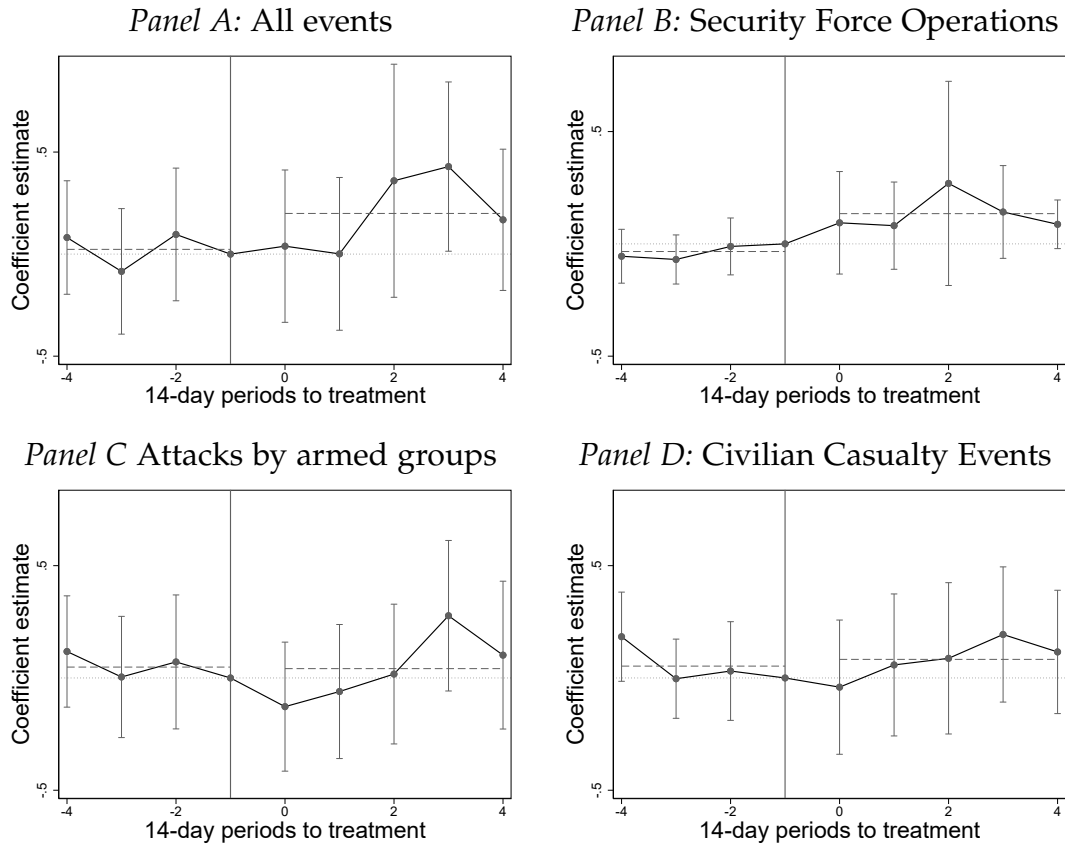 Panel A: All events
Coefficient estimate
.5
-.5
-4 -2 0 2 4
14-day periods to treatment
Panel B: Security Force Operations
Coefficient estimate
.5
-.5
-4 -2 0 2 4
14-day periods to treatment
Panel C Attacks by armed groups
Coefficient estimate
.5
-.5
-4 -2 0 2 4
14-day periods to treatment
Panel D: Civilian Casualty Events
Coefficient estimate
.5
-.5
-4 -2 0 2 4
14-day periods to treatment